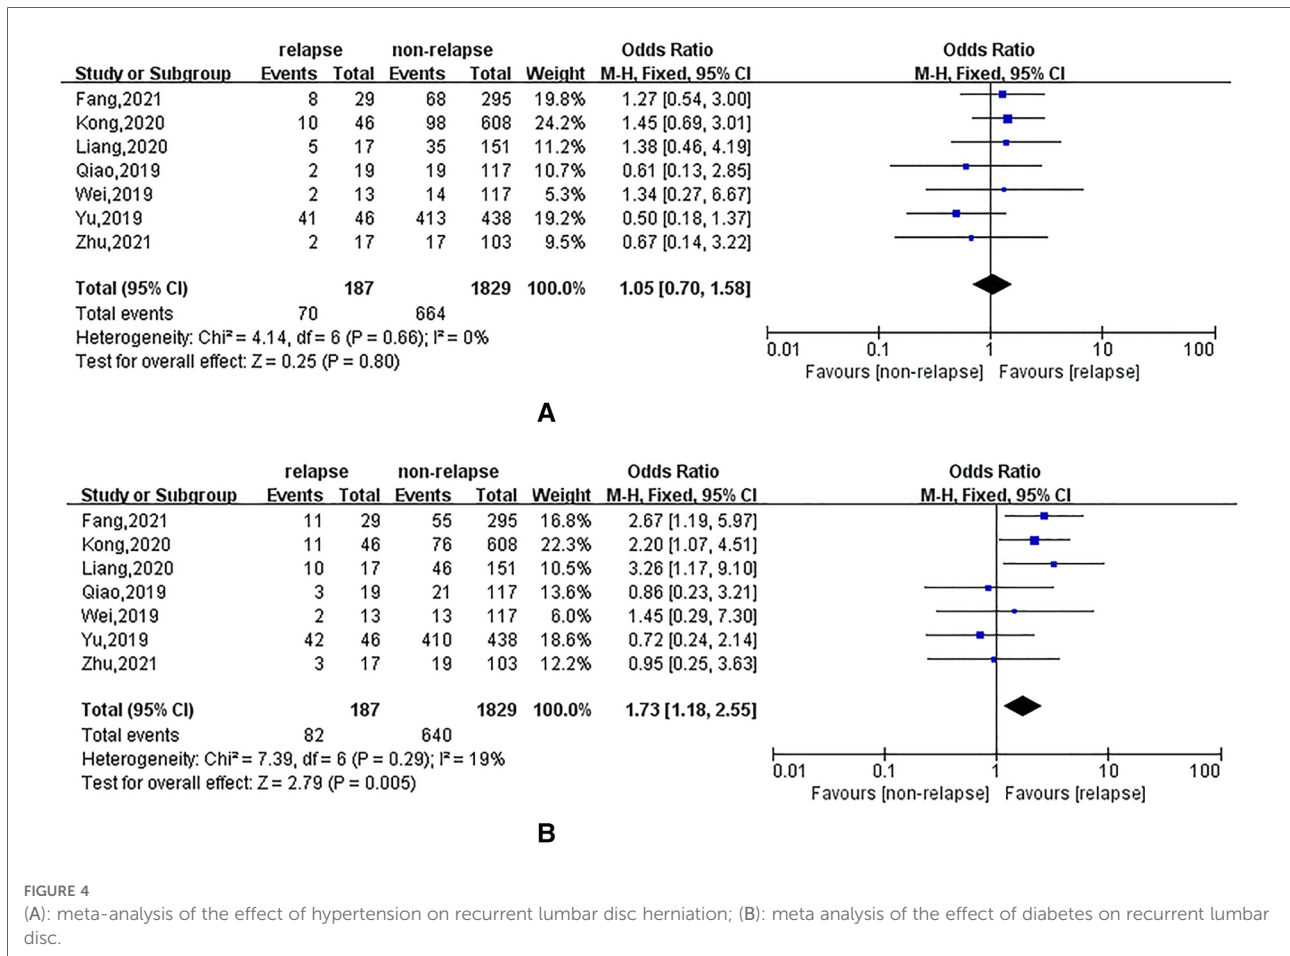 relapse non-relapse Odds Ratio Odds Ratio
Study or Subgroup Events Total Events Total Weight M-H, Fixed, 95% CI M-H, Fixed, 95% CI
Fang,2021 8 29 68 295 19.8% 1.27 [0.54, 3.00]
Kong,2020 10 46 98 608 24.2% 1.45 [0.69, 3.01]
Liang,2020 5 17 35 151 11.2% 1.38 [0.46, 4.19]
Qiao,2019 2 19 19 117 10.7% 0.61 [0.13, 2.85]
Wei,2019 2 13 14 117 5.3% 1.34 [0.27, 6.67]
Yu,2019 41 46 413 438 19.2% 0.50 [0.18, 1.37]
Zhu,2021 2 17 17 103 9.5% 0.67 [0.14, 3.22]
Total (95% CI) 187 1829 100.0% 1.05 [0.70, 1.58]
Total events 70 664
Heterogeneity: Chi² = 4.14, df = 6 (P = 0.66); I² = 0%
Test for overall effect: Z = 0.25 (P = 0.80)
0.01 0.1 1 10 100
Favours [non-relapse] Favours [relapse]
A
relapse non-relapse Odds Ratio Odds Ratio
Study or Subgroup Events Total Events Total Weight M-H, Fixed, 95% CI M-H, Fixed, 95% CI
Fang,2021 11 29 55 295 16.8% 2.67 [1.19, 5.97]
Kong,2020 11 46 76 608 22.3% 2.20 [1.07, 4.51]
Liang,2020 10 17 46 151 10.5% 3.26 [1.17, 9.10]
Qiao,2019 3 19 21 117 13.6% 0.86 [0.23, 3.21]
Wei,2019 2 13 13 117 6.0% 1.45 [0.29, 7.30]
Yu,2019 42 46 410 438 18.6% 0.72 [0.24, 2.14]
Zhu,2021 3 17 19 103 12.2% 0.95 [0.25, 3.63]
Total (95% CI) 187 1829 100.0% 1.73 [1.18, 2.55]
Total events 82 640
Heterogeneity: Chi² = 7.39, df = 6 (P = 0.29); I² = 19%
Test for overall effect: Z = 2.79 (P = 0.005)
0.01 0.1 1 10 100
Favours [non-relapse] Favours [relapse]
B
FIGURE 4
(A): meta-analysis of the effect of hypertension on recurrent lumbar disc herniation; (B): meta analysis of the effect of diabetes on recurrent lumbar
disc.